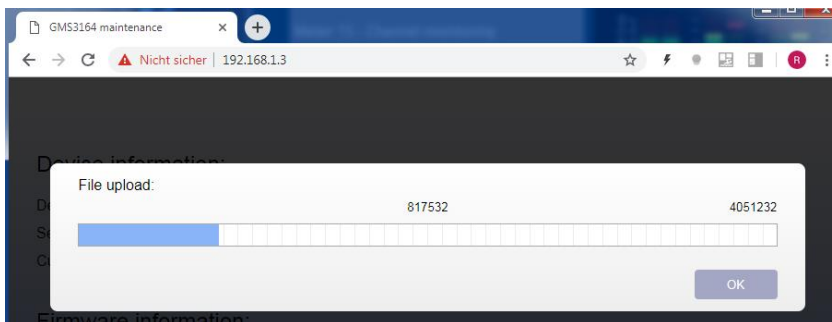 GMS3164 maintenance
Nicht sicher | 192.168.1.3
R
Device information:
File upload:
817532 4051232
OK
Firmware information: